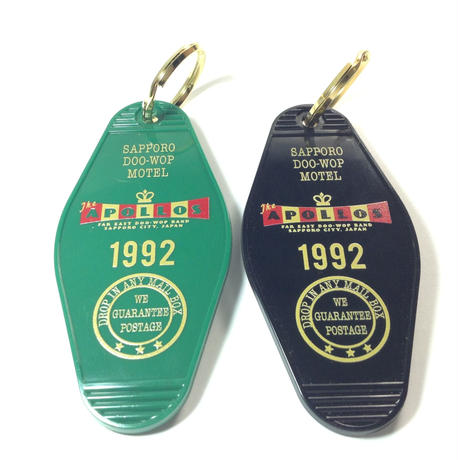 SAPPORO
DOO-WOP
MOTEL
The
APOLLOS
FAR EAST DOO-WOP BAND
SAPPORO CITY, JAPAN
1992
DROP IN ANY MAIL BOX
WE
GUARANTEE
POSTAGE
SAPPORO
DOO-WOP
MOTEL
The
APOLLOS
FAR EAST DOO-WOP BAND
SAPPORO CITY, JAPAN
1992
DROP IN ANY MAIL BOX
WE
GUARANTEE
POSTAGE